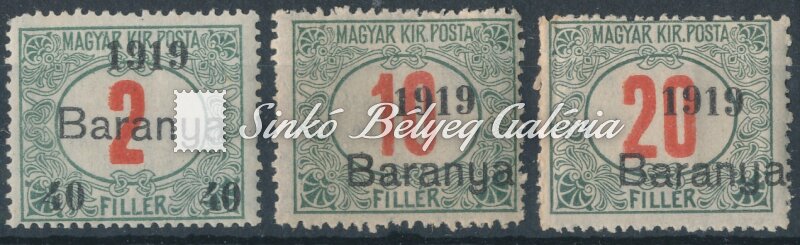 MAGYAR KIR. POSTA
1919
2
Baranya
40 40
FILLÉR
MAGYAR KIR. POSTA
10
1919
Baranya
FILLÉR
MAGYAR KIR. POSTA
20
1919
Baranya
FILLÉR
Sinkó Bélyeg Galéria